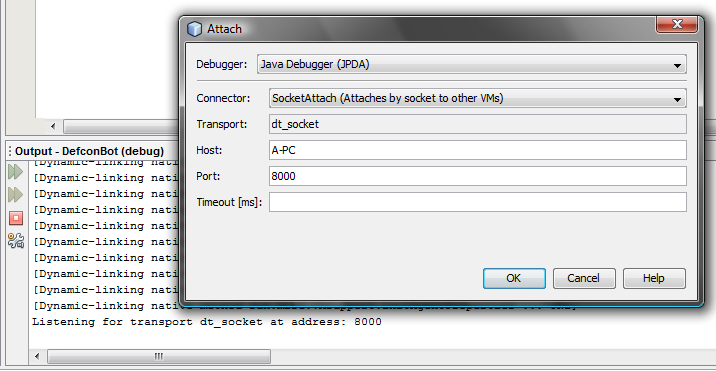 Attach
Debugger: Java Debugger (JPDA)
Connector: SocketAttach (Attaches by socket to other VMs)
Transport: dt_socket
Host: A-PC
Port: 8000
Timeout [ms]:
OK Cancel Help
Output - DefconBot (debug)
[Dynamic-linking nati
[Dynamic-linking nati
[Dynamic-linking nati
[Dynamic-linking nati
[Dynamic-linking nati
[Dynamic-linking nati
[Dynamic-linking nati
[Dynamic-linking nati
[Dynamic-linking nati
[Dynamic-linking
Listening for transport dt_socket at address: 8000